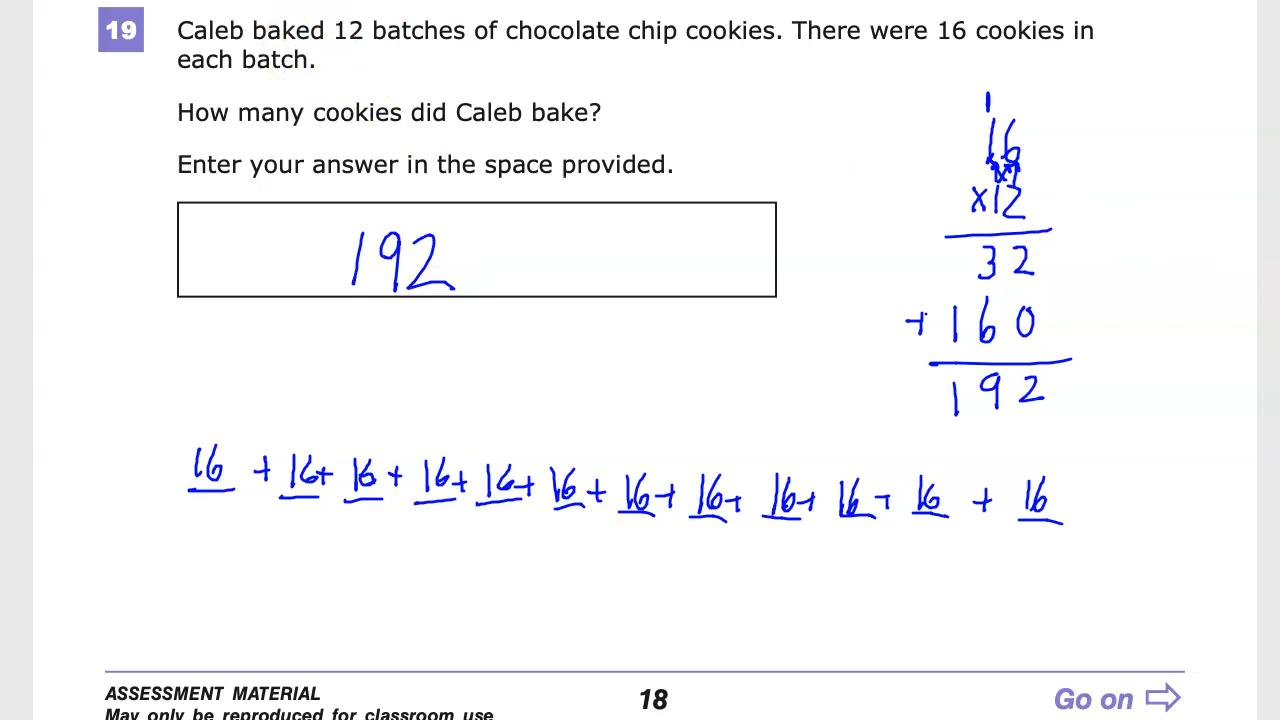 19 Caleb baked 12 batches of chocolate chip cookies. There were 16 cookies in
each batch.
How many cookies did Caleb bake?
Enter your answer in the space provided.
192
1
16
×12
32
+160
192
16 + 16+ 16+ 16+ 16+ 16+ 16+ 16+ 16+ 16+ 16 + 16
ASSESSMENT MATERIAL
May only be reproduced for classroom use
18
Go on